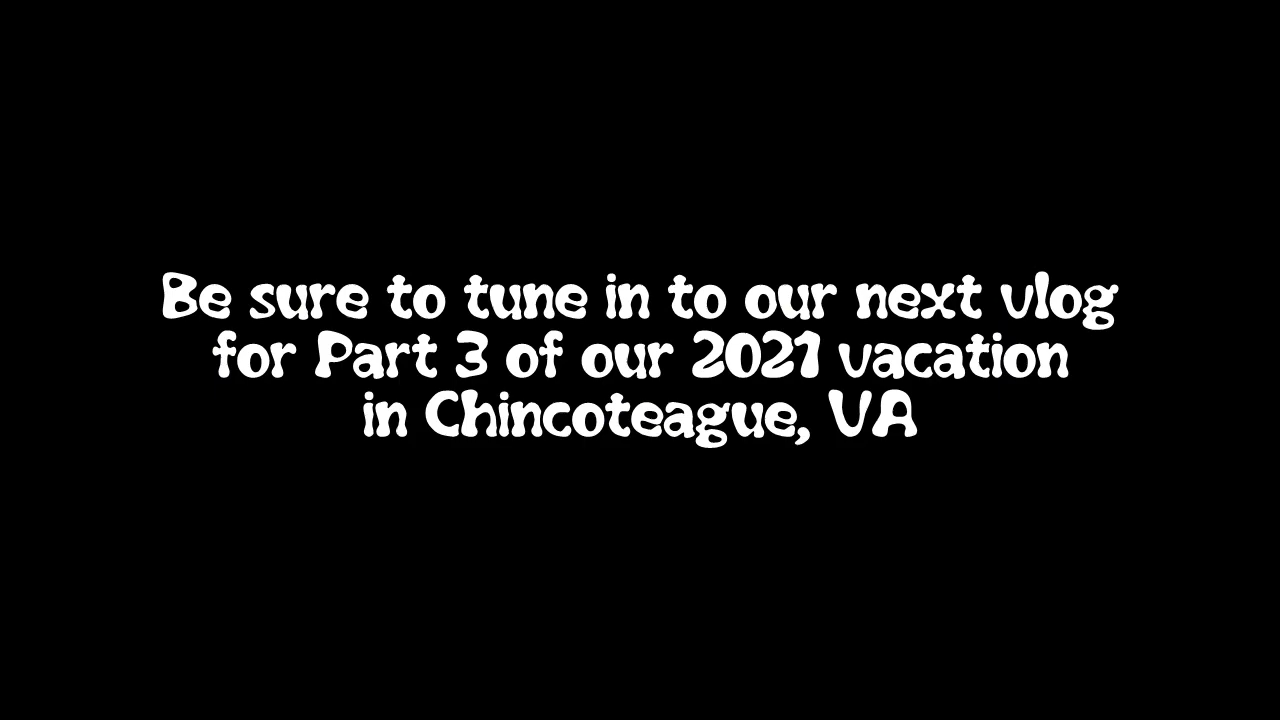 Be sure to tune in to our next vlog
for Part 3 of our 2021 vacation
in Chincoteague, VA